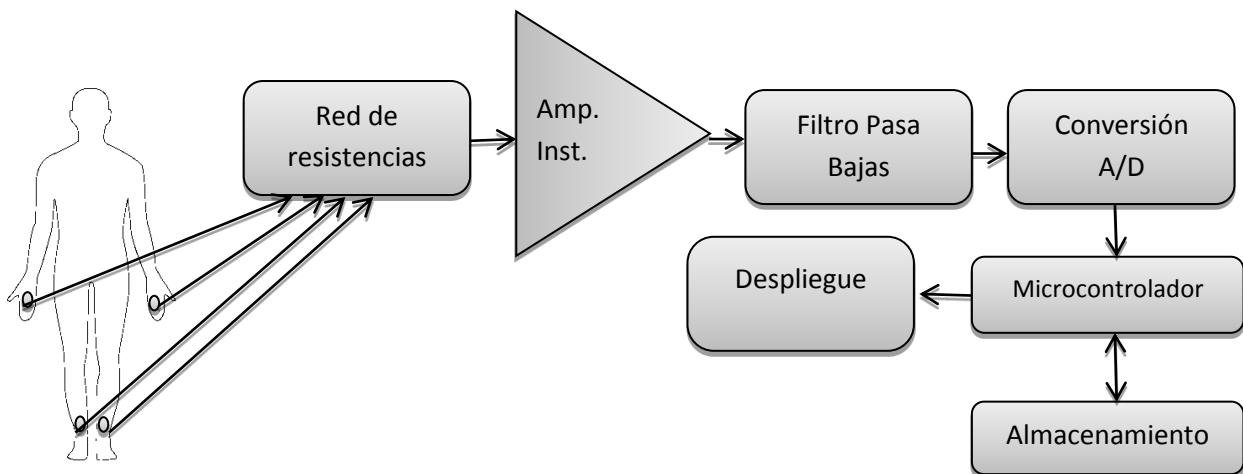 Red de
resistencias
Amp.
Inst.
Filtro Pasa
Bajas
Conversión
A/D
Despliegue
Microcontrolador
Almacenamiento